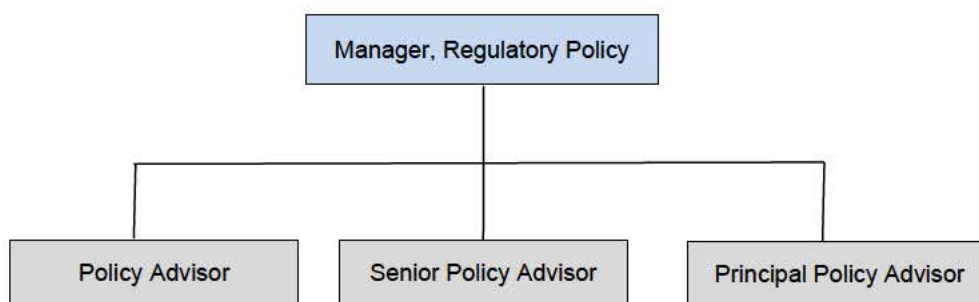 Manager, Regulatory Policy
Policy Advisor
Senior Policy Advisor
Principal Policy Advisor